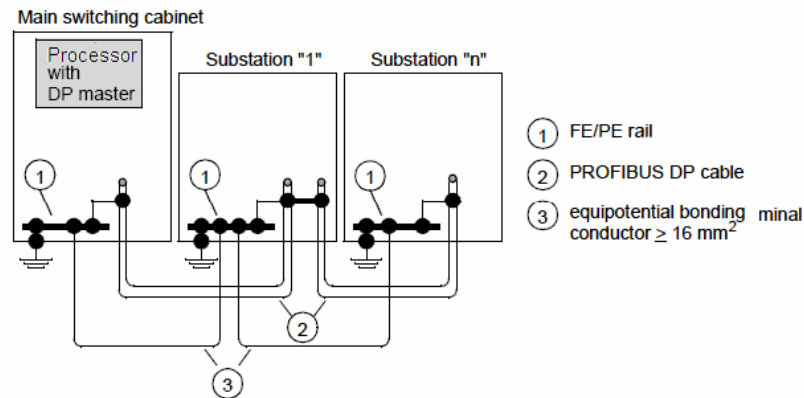 Main switching cabinet
Processor
with
DP master
Substation "1"
Substation "n"
1
1
1
2
3
1 FE/PE rail
2 PROFIBUS DP cable
3 equipotential bonding minal
conductor ≥ 16 mm²